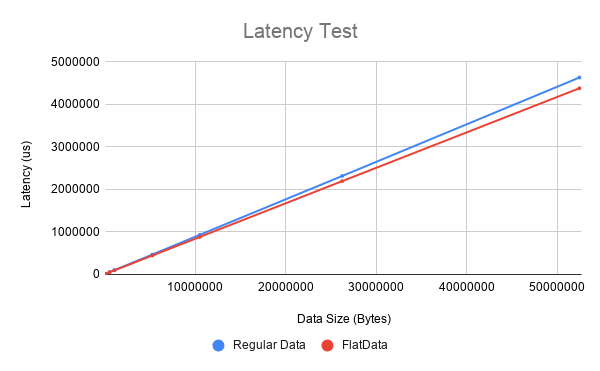 Latency Test
5000000
4000000
3000000
2000000
1000000
0
Latency (us)
10000000 20000000 30000000 40000000 50000000
Data Size (Bytes)
Regular Data FlatData